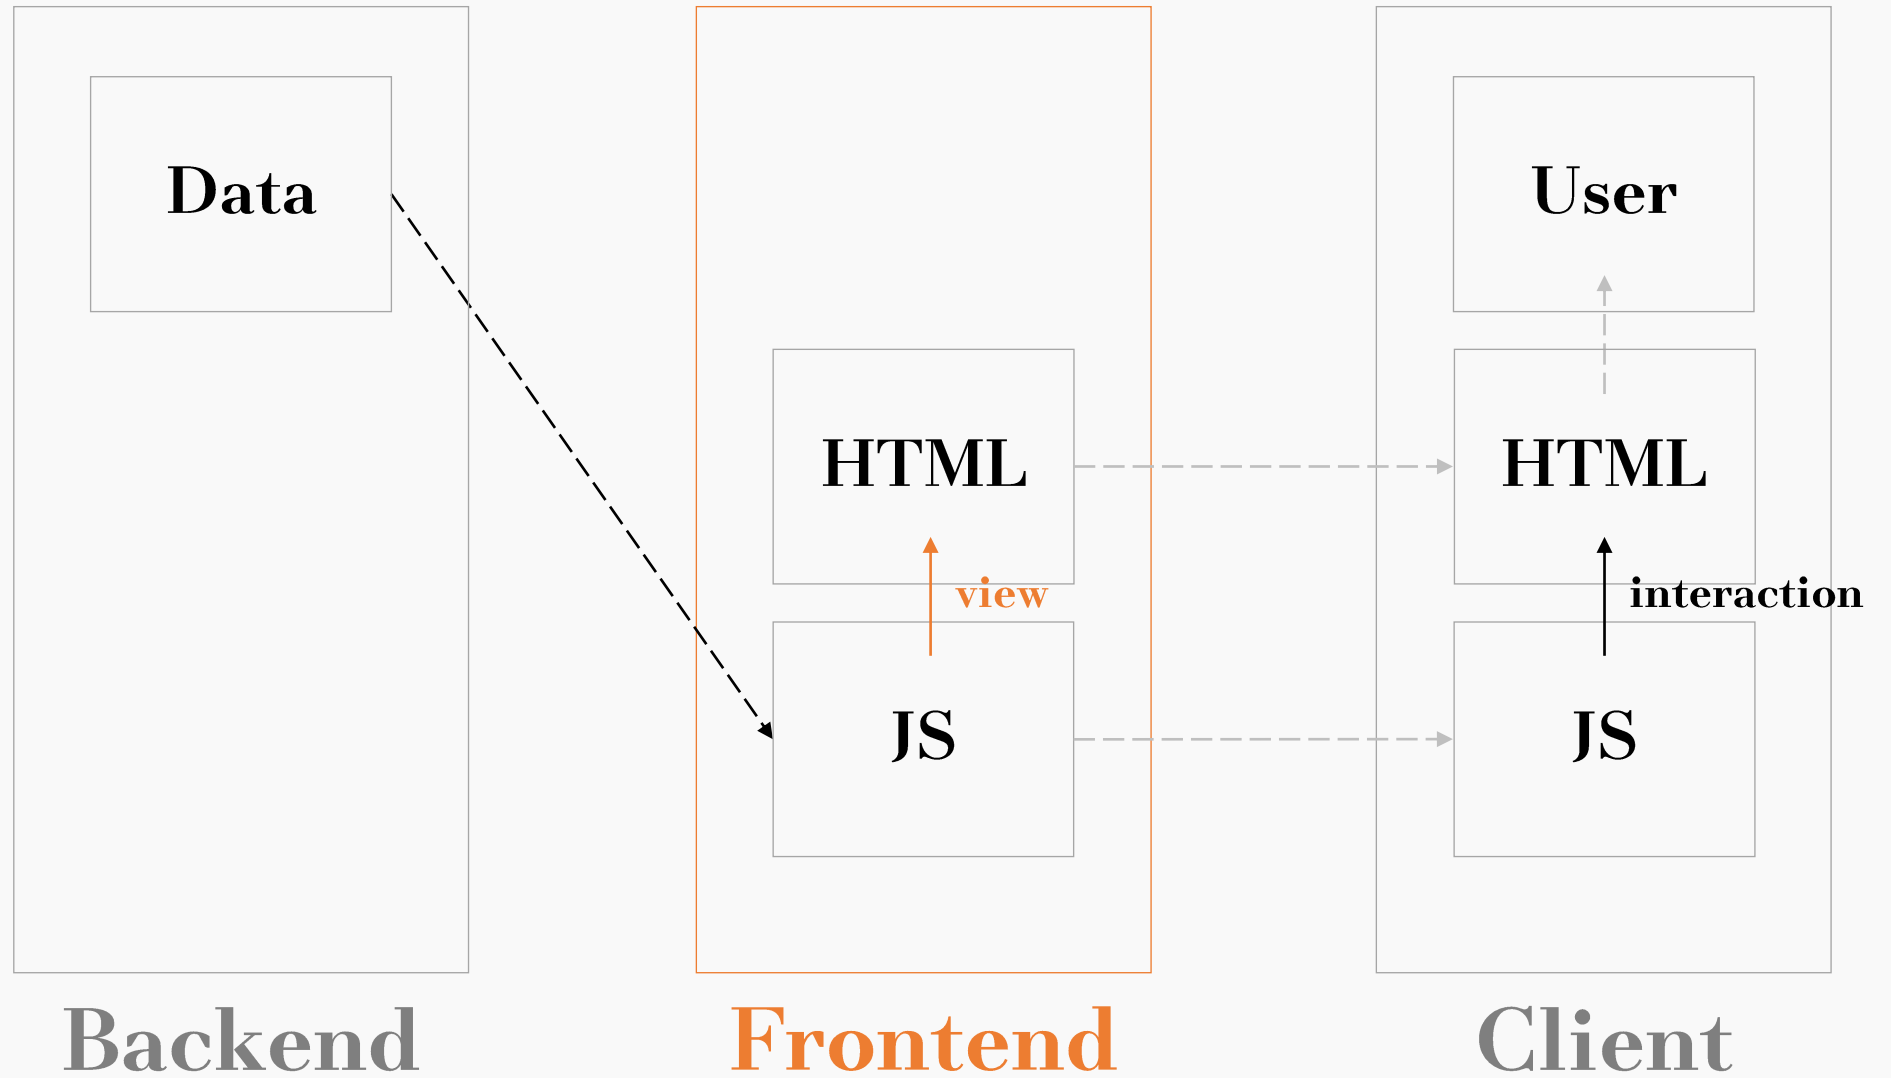 Data
User
HTML
HTML
view
interaction
JS
JS
Backend
Frontend
Client